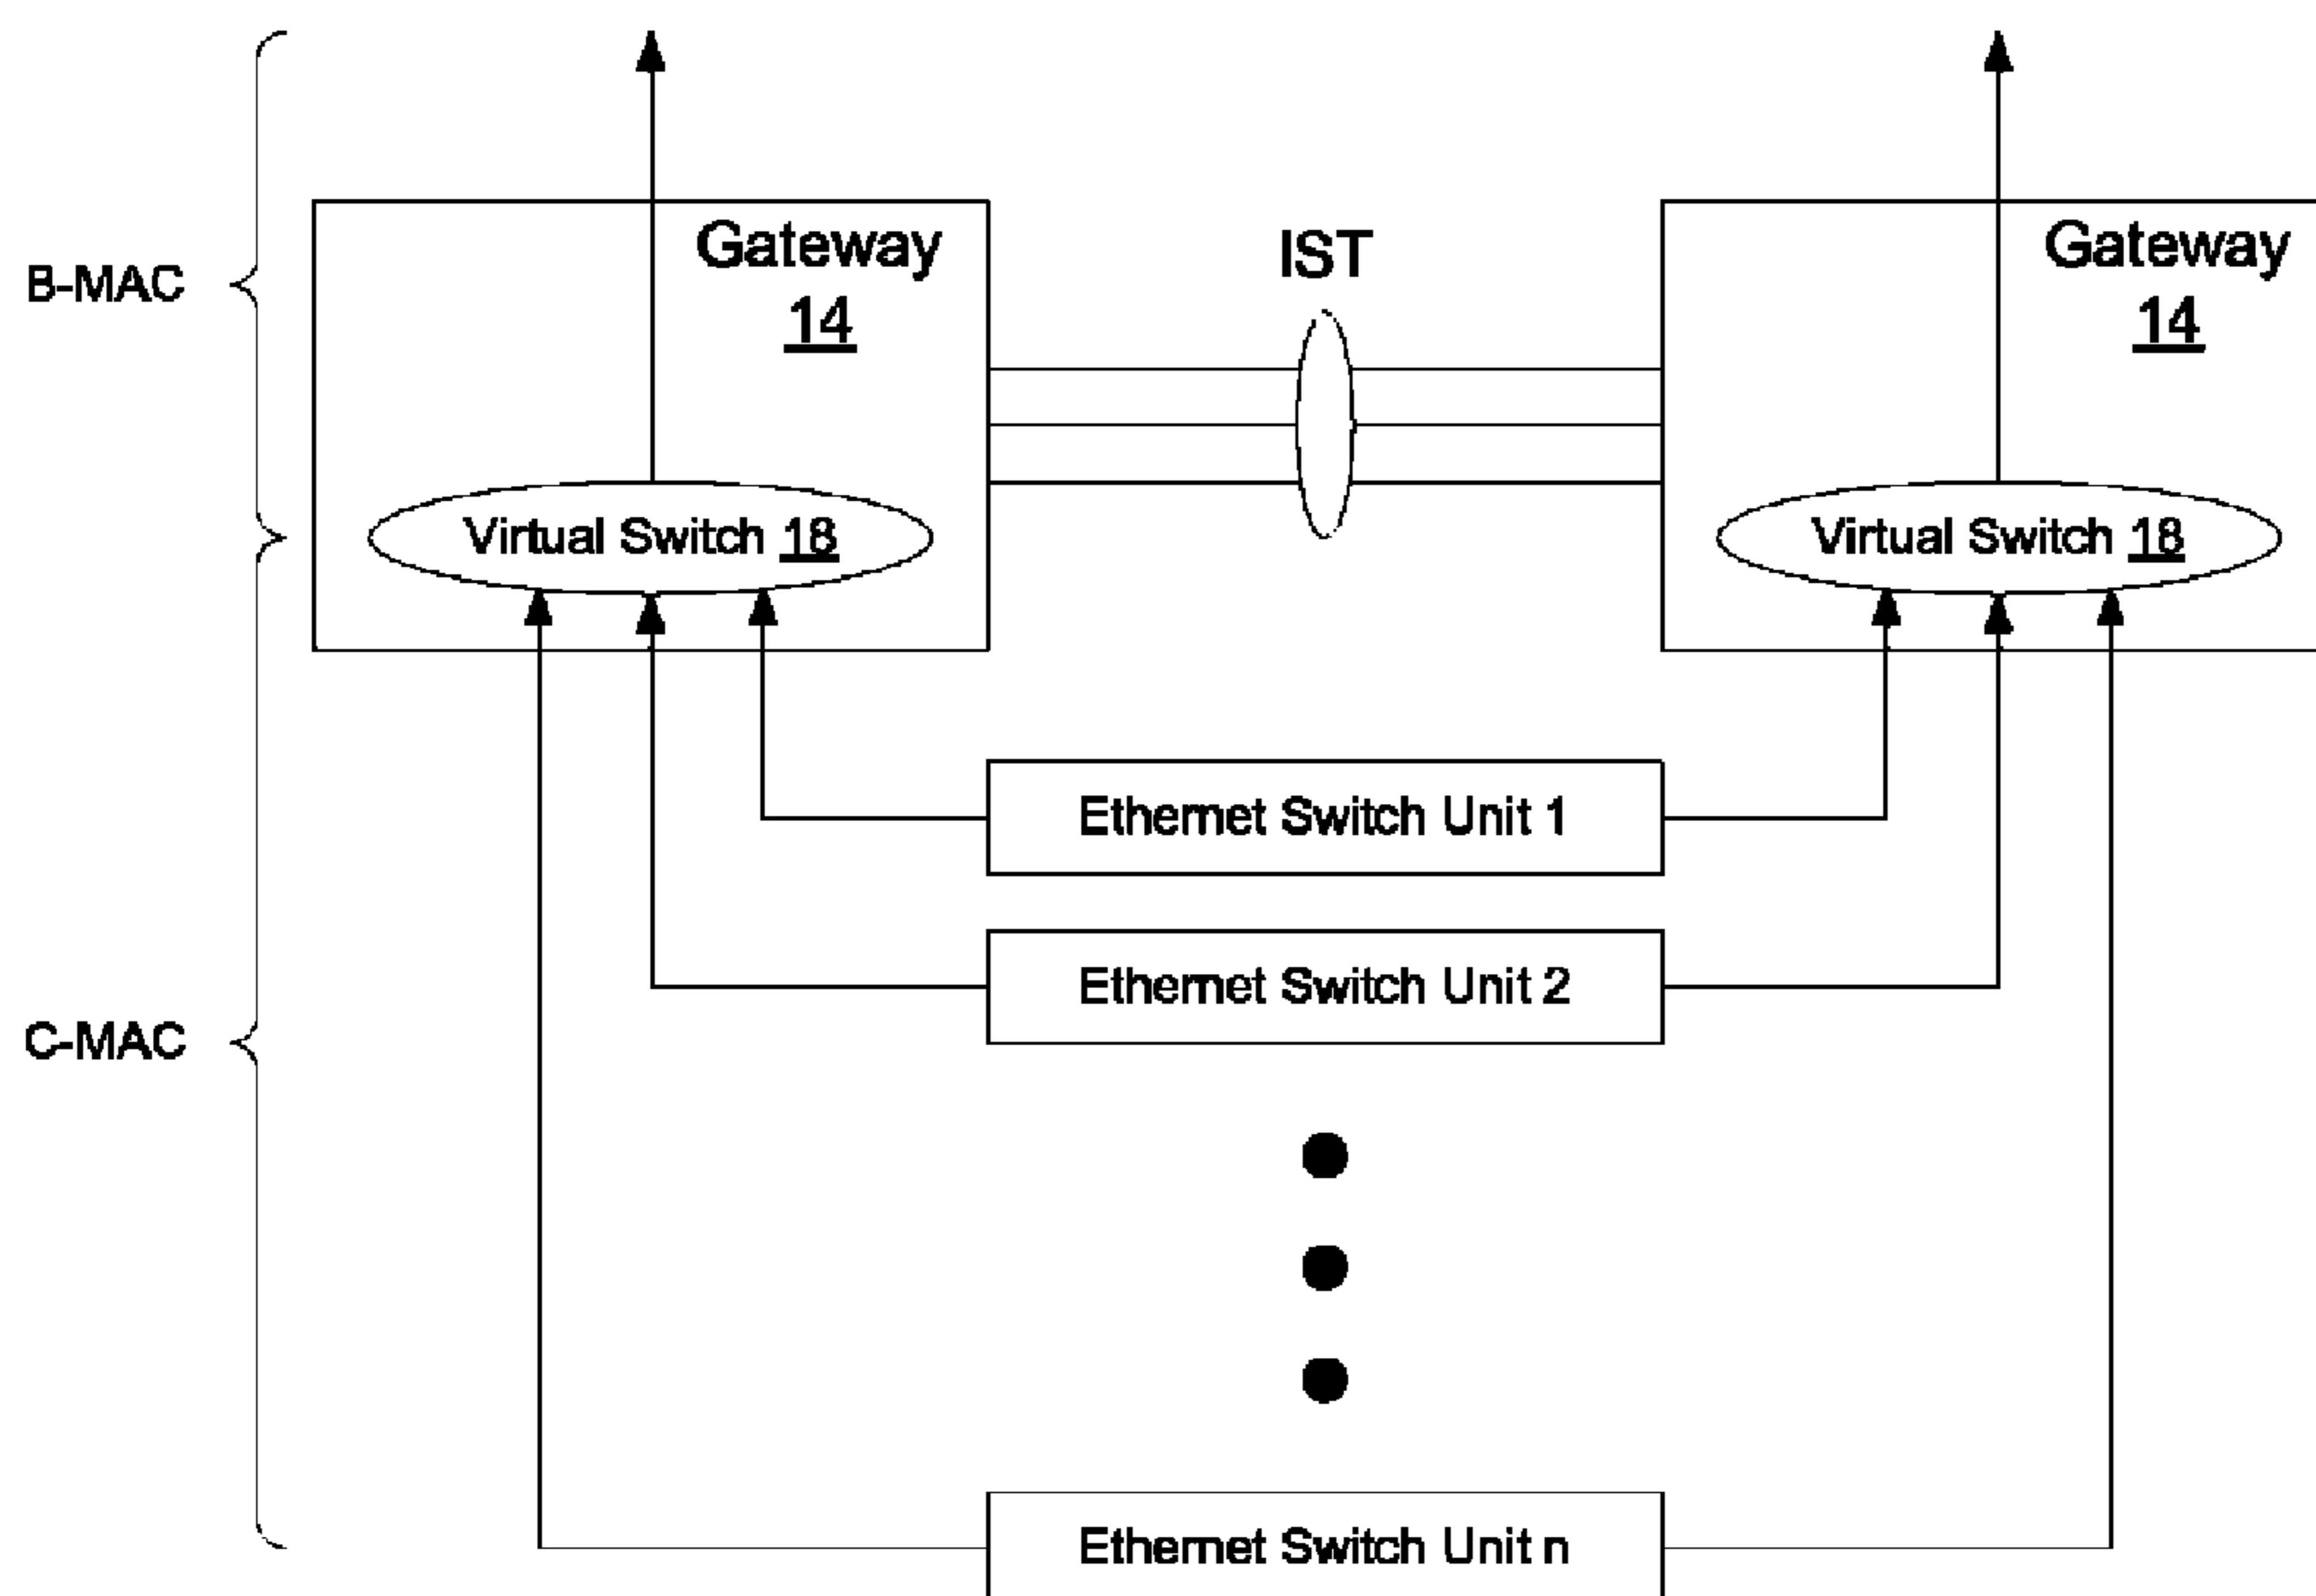 Gateway
14
IST
Gateway
14
B-MAC
Virtual Switch 18
Virtual Switch 18
Ethernet Switch Unit 1
Ethernet Switch Unit 2
C-MAC
Ethernet Switch Unit n